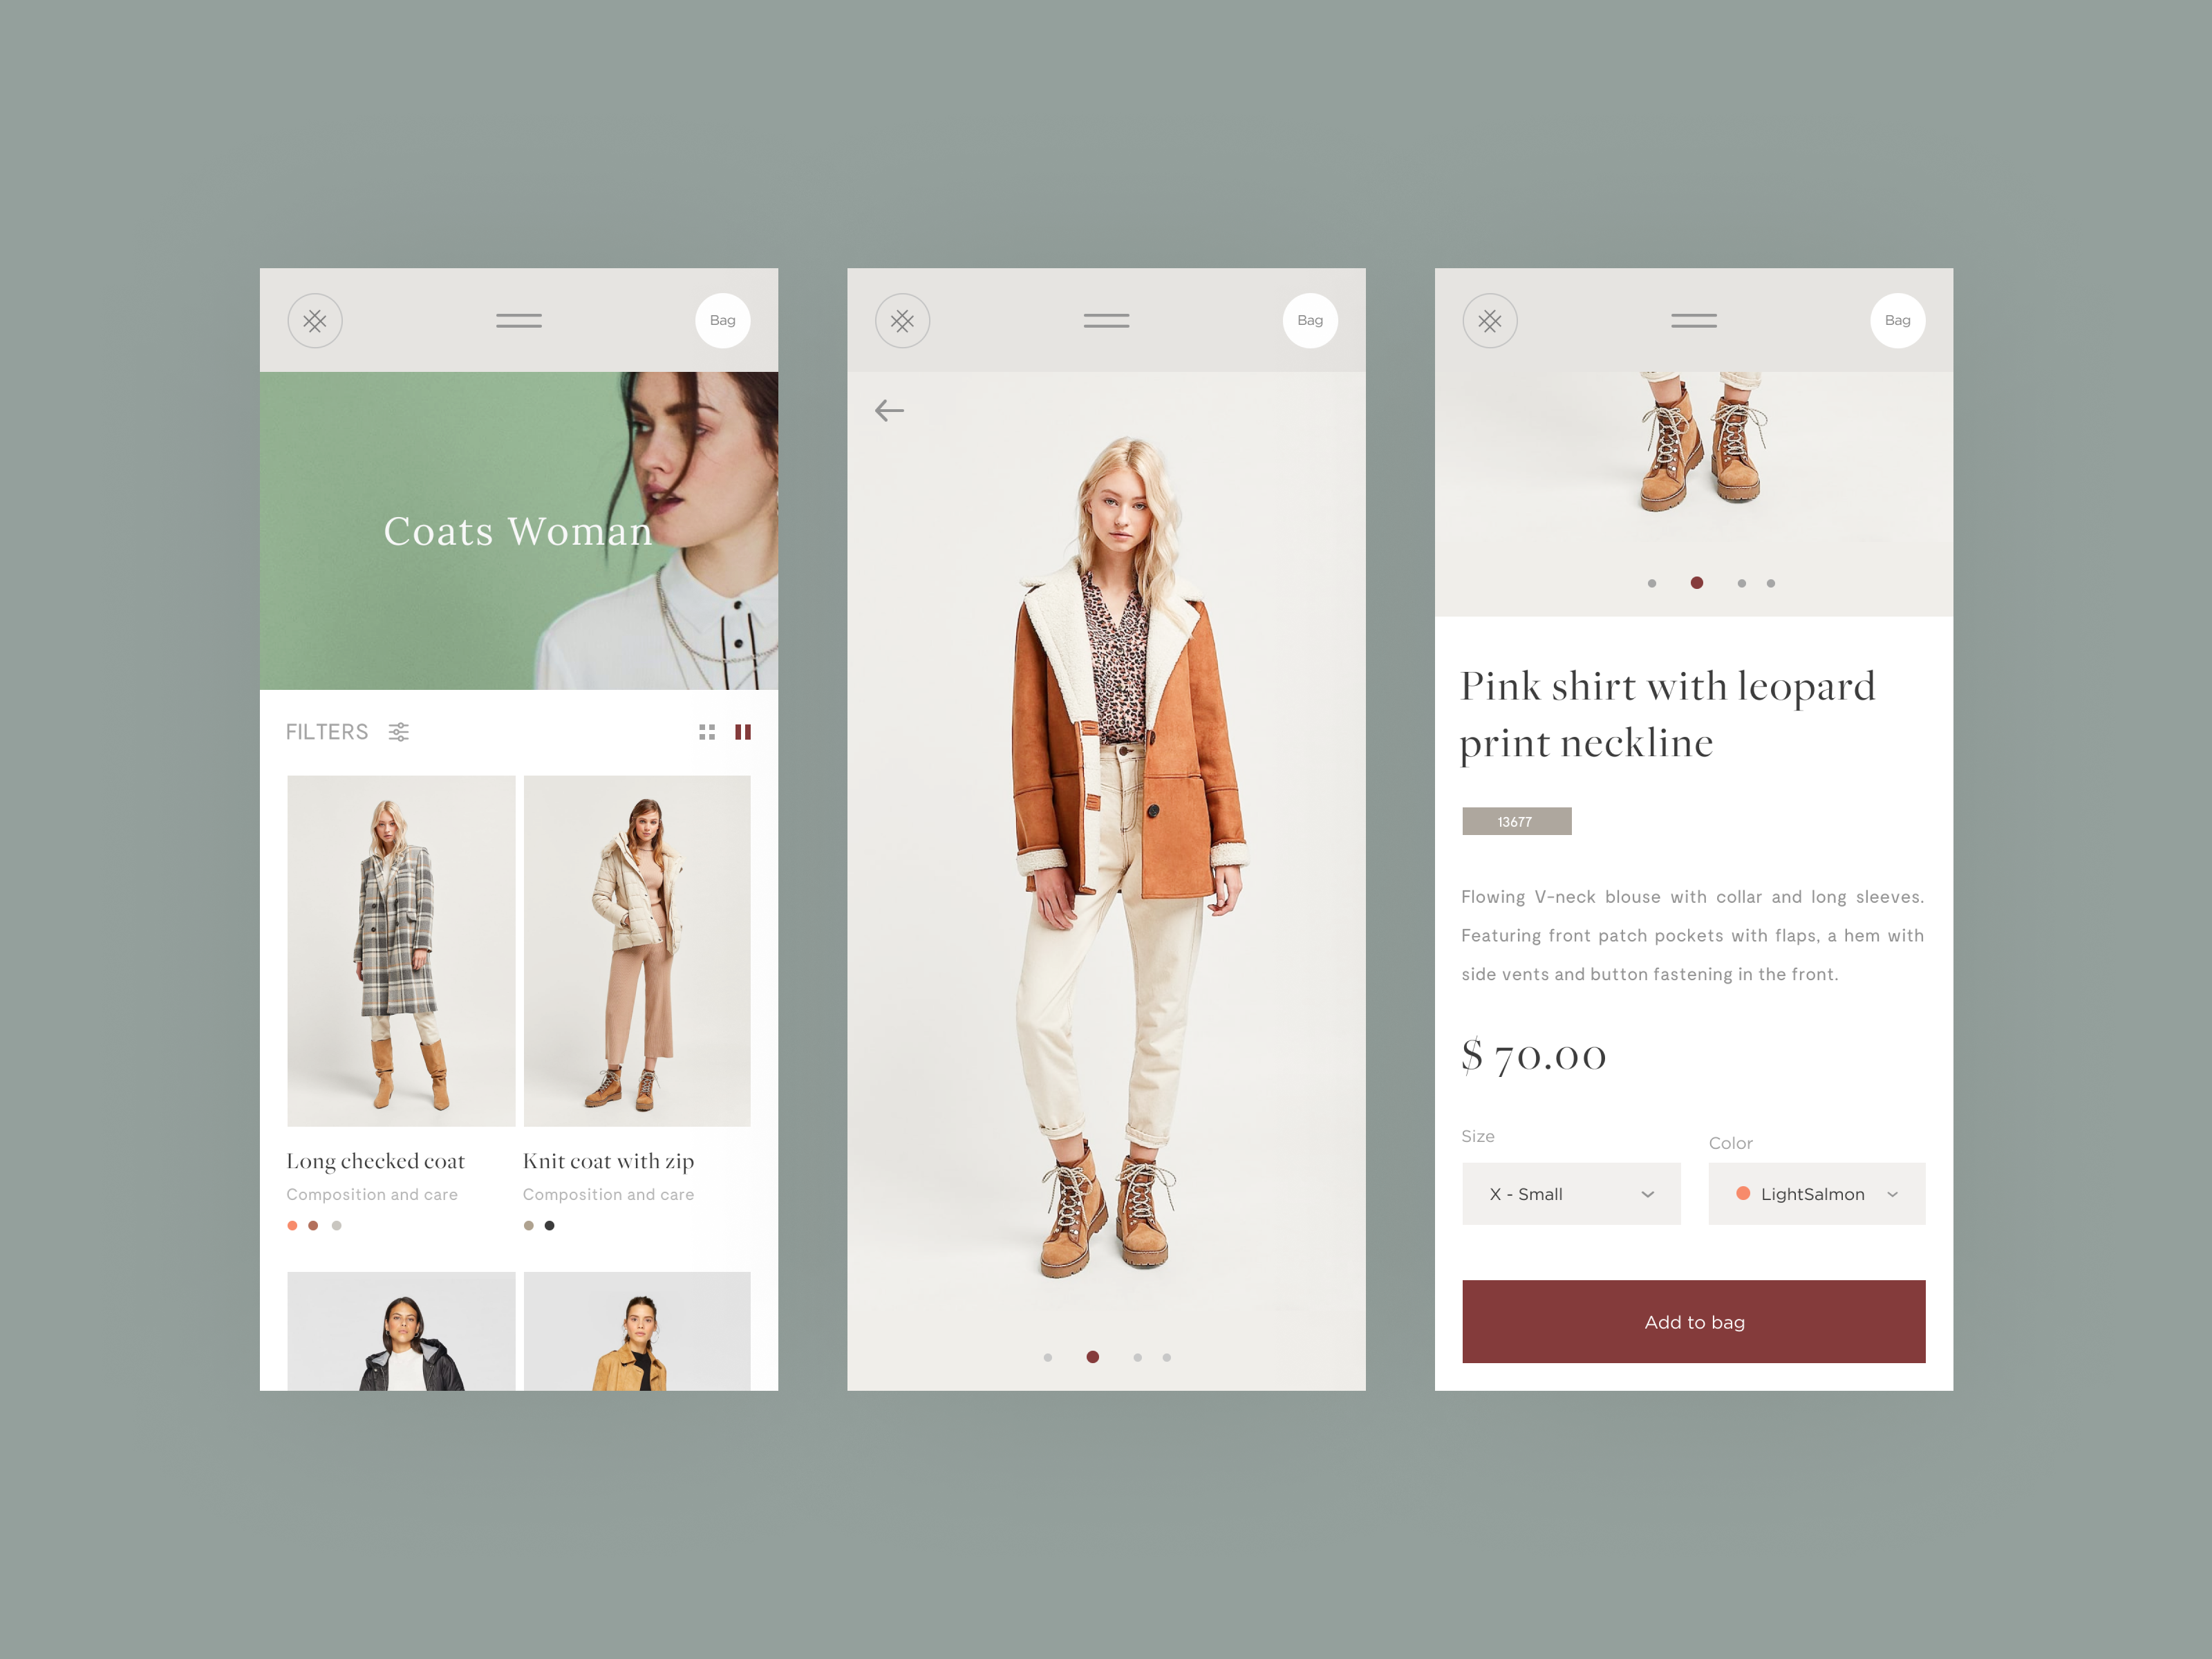 Bag
Coats Woman
FILTERS
Long checked coat
Composition and care
Knit coat with zip
Composition and care
Bag
Bag
Pink shirt with leopard
print neckline
13677
Flowing V-neck blouse with collar and long sleeves.
Featuring front patch pockets with flaps, a hem with
side vents and button fastening in the front.
$ 70.00
Size
Color
X - Small
LightSalmon
Add to bag